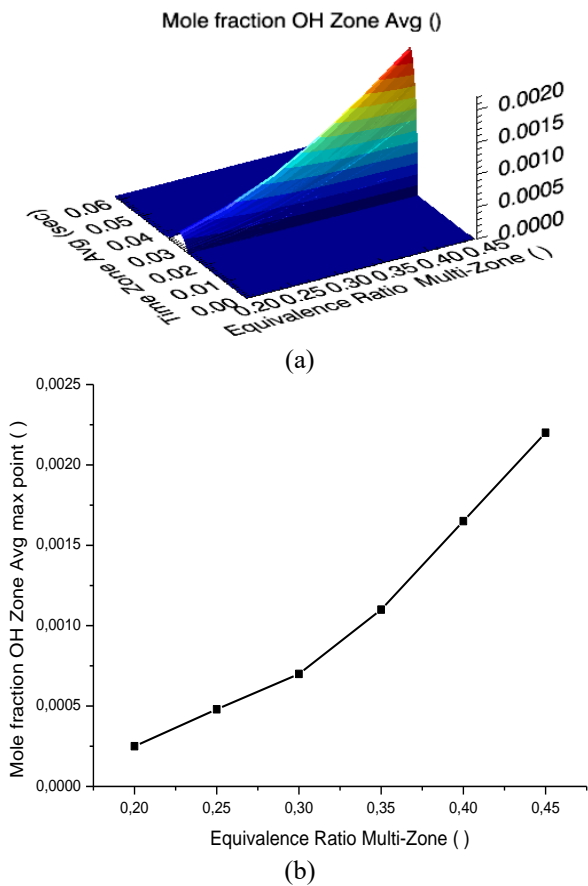 Mole fraction OH Zone Avg ()
0.0020
0.0015
0.0010
0.0005
0.0000
0.06
0.05
0.04
0.03
0.02
0.01
0.00
Time Zone Avg (sec)
0.20 0.25 0.30 0.35 0.40 0.45
Equivalence Ratio Multi-Zone ()
(a)
Mole fraction OH Zone Avg max point ( )
0,0025
0,0020
0,0015
0,0010
0,0005
0,0000
0,20 0,25 0,30 0,35 0,40 0,45
Equivalence Ratio Multi-Zone ( )
(b)